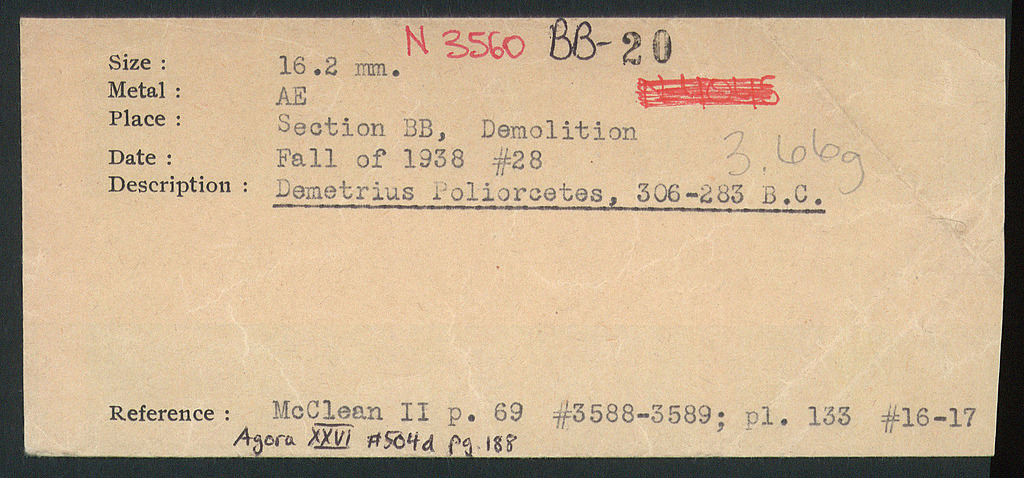 N 3560 BB-20
Size : 16.2 mm.
Metal : AE
Place : Section BB, Demolition
Date : Fall of 1938 #28
3.66g
Description : Demetrius Poliorcetes, 306-283 B.C.
Reference : McClean II p. 69 #3588-3589; pl. 133 #16-17
Agora XXVI #504d pg.188